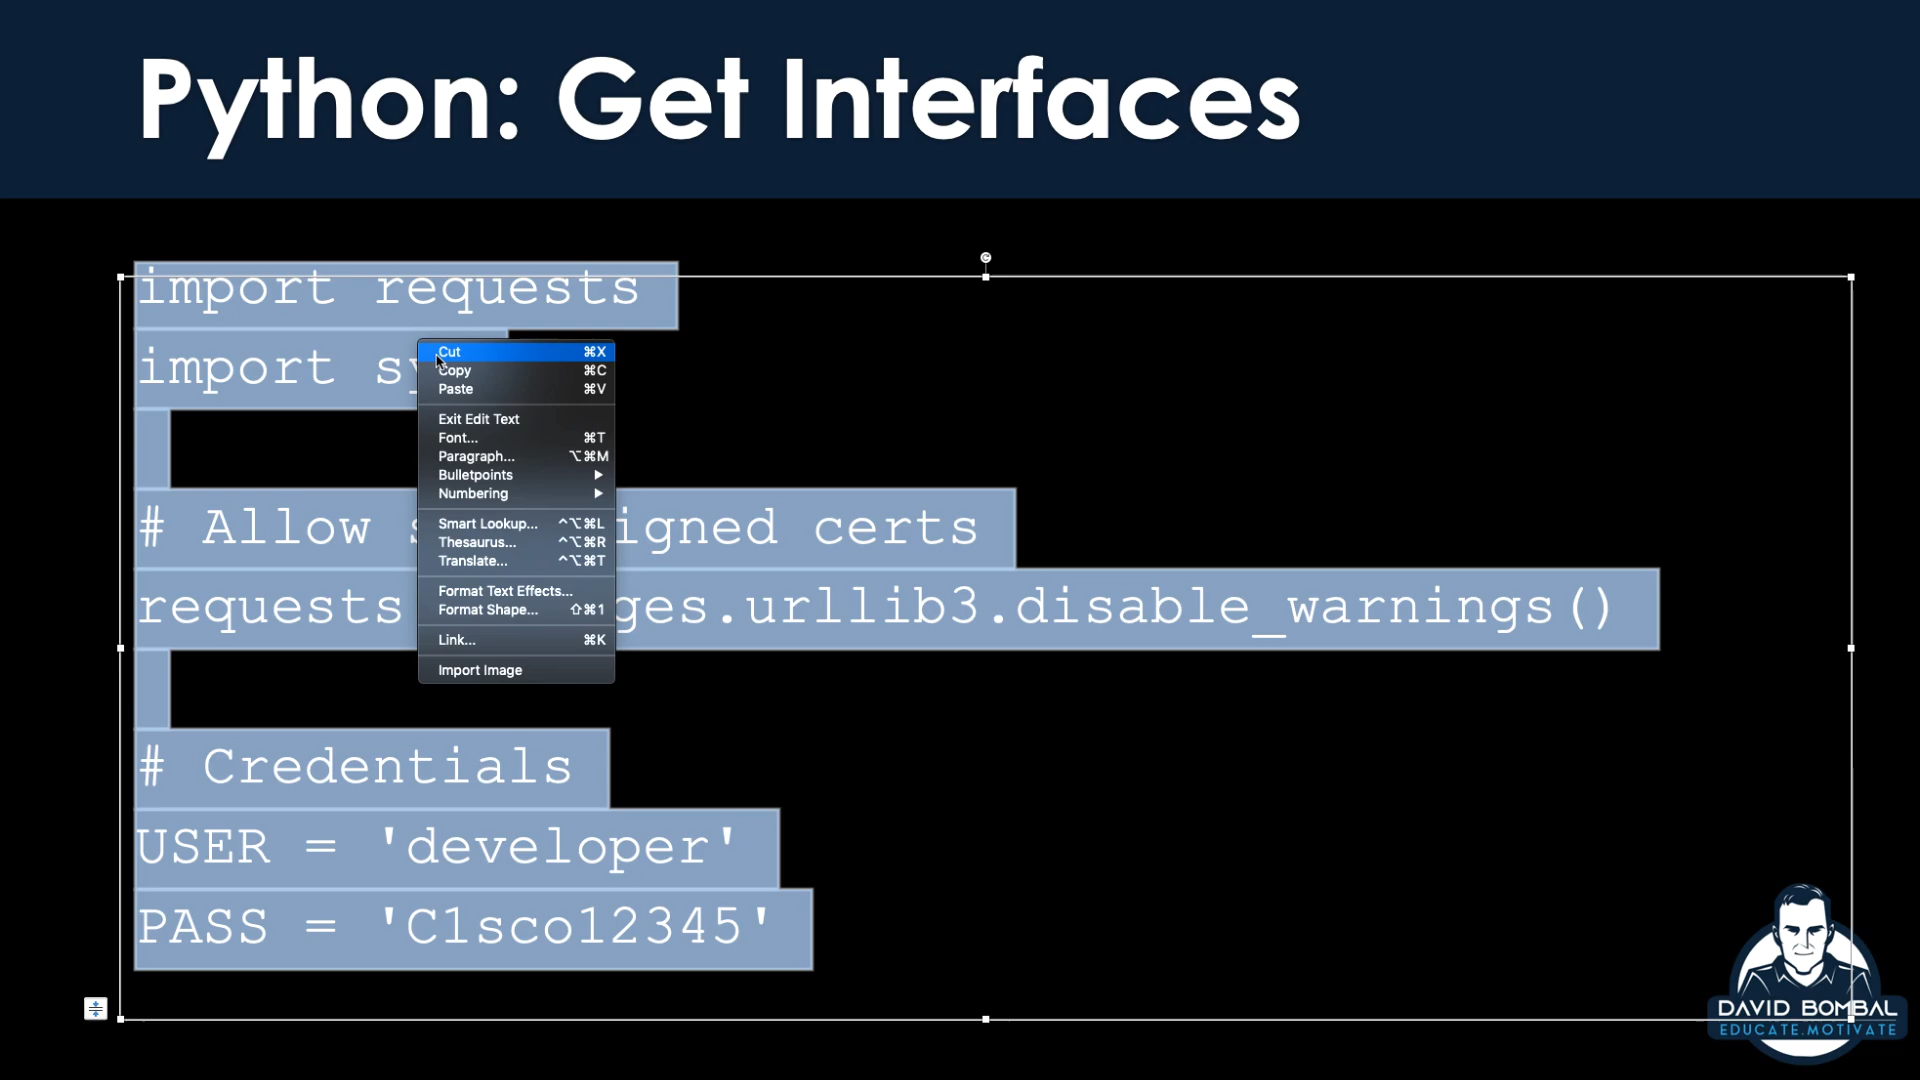 Python: Get Interfaces
import requests
import sy
Cut ⌘X
Copy ⌘C
Paste ⌘V
Exit Edit Text
Font... ⌘T
Paragraph... ⌥⌘M
Bulletpoints ▶
Numbering ▶
Smart Lookup... ^⌥⌘L
Thesaurus... ^⌥⌘R
Translate... ^⌥⌘T
Format Text Effects...
Format Shape... ⇧⌘1
Link... ⌘K
Import Image
# Allow s igned certs
requests ges.urllib3.disable_warnings()
# Credentials
USER = 'developer'
PASS = 'C1sco12345'
DAVID BOMBAL
EDUCATE.MOTIVATE